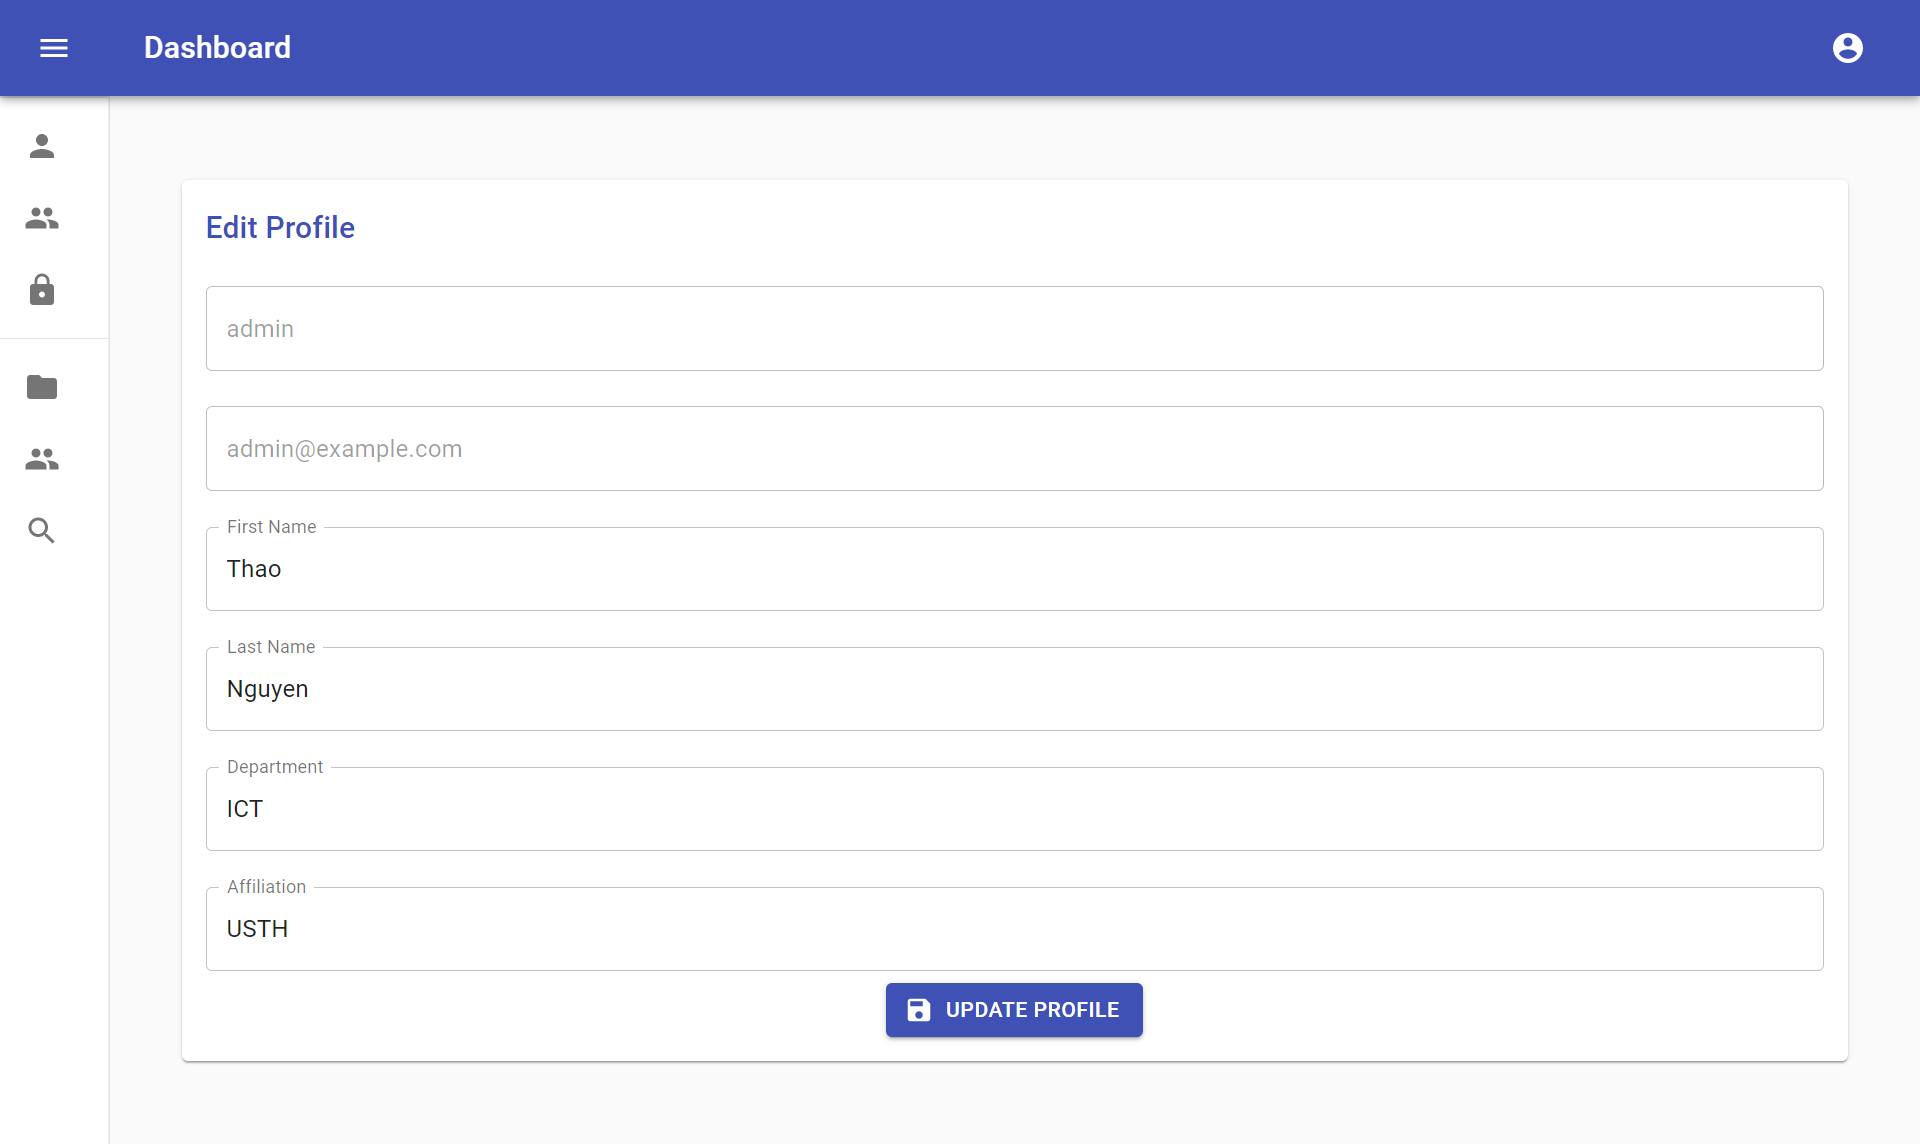 Dashboard
Edit Profile
admin
admin@example.com
First Name
Thao
Last Name
Nguyen
Department
ICT
Affiliation
USTH
UPDATE PROFILE